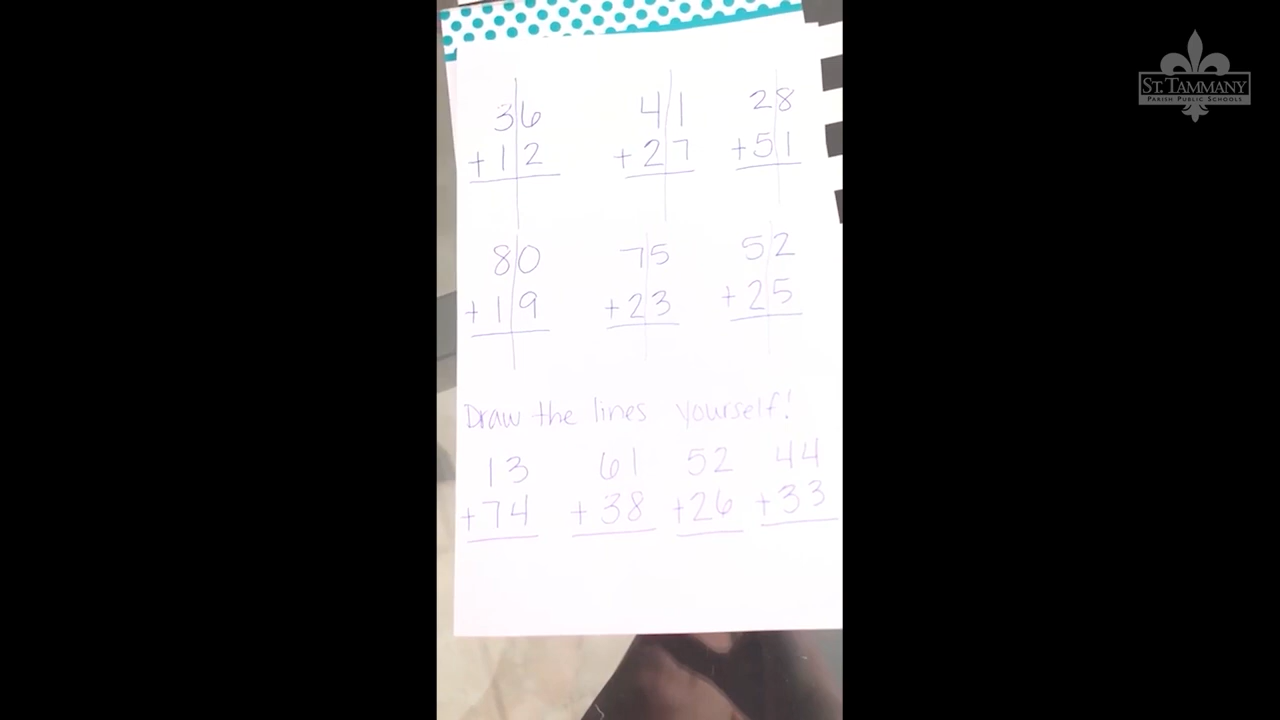 36 41 28
+12 +27 +51
80 75 52
+19 +23 +25
Draw the lines yourself!
13 61 52 44
+74 +38 +26 +33
ST. TAMMANY
PARISH PUBLIC SCHOOLS